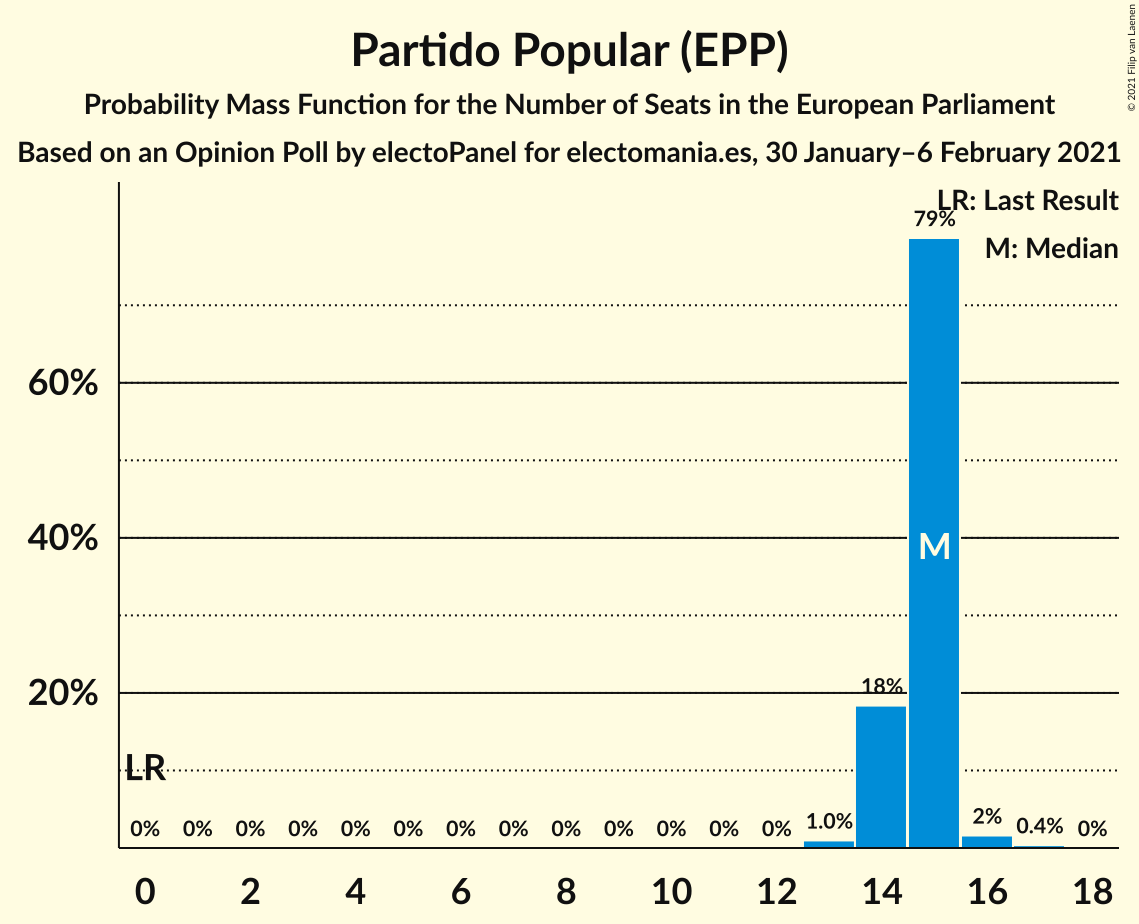 Partido Popular (EPP)
Probability Mass Function for the Number of Seats in the European Parliament
Based on an Opinion Poll by electoPanel for electomania.es, 30 January–6 February 2021
© 2021 Filip van Laenen
LR: Last Result
79%
M: Median
60%
40%
M
20%
18%
LR
0% 0% 0% 0% 0% 0% 0% 0% 0% 0% 0% 0% 0% 1.0% 2% 0.4% 0%
0 2 4 6 8 10 12 14 16 18